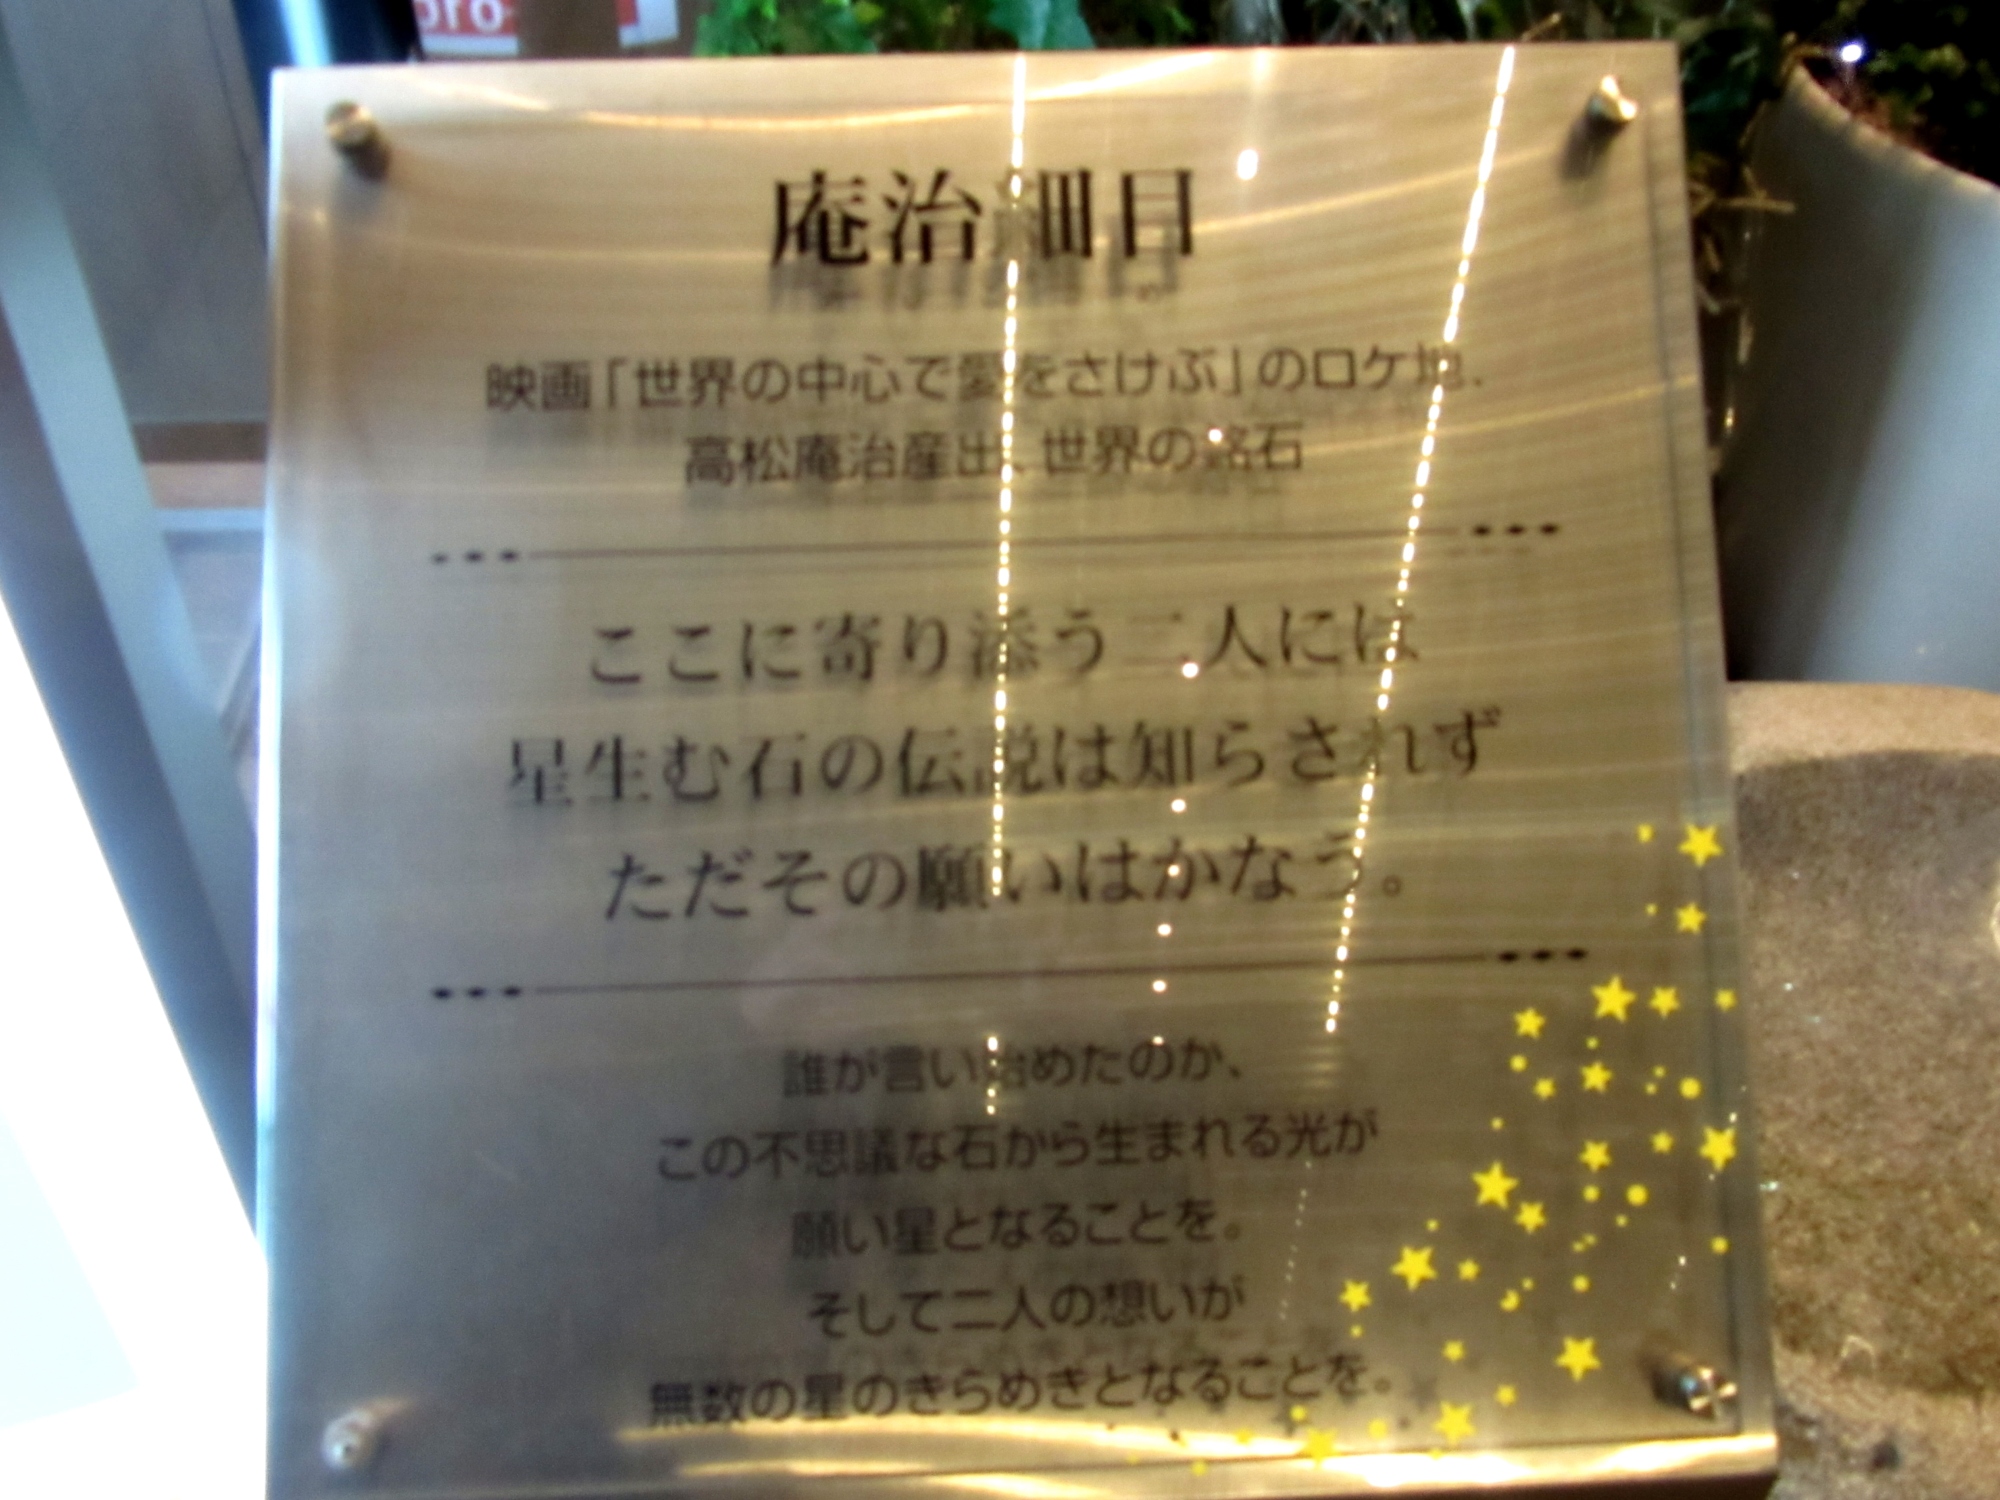 pro
庵治細目
映画「世界の中心で愛をさけぶ」のロケ地.
高松庵治産出、世界の銘石
ここに寄り添う二人には
星生む石の伝説は知らされず
ただその願いはかなう。
誰が言い始めたのか、
この不思議な石から生まれる光が
願い星となることを。
そして二人の想いが
無数の星のきらめきとなることを。